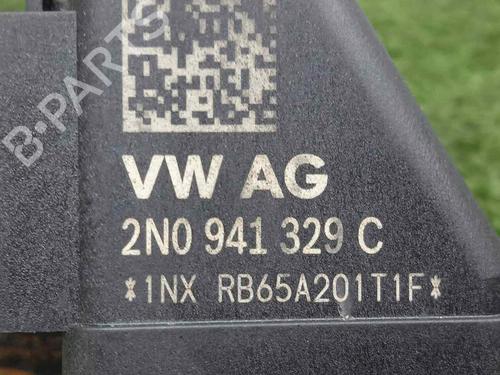 B-PARTS
VW AG
2N0 941 329 C
*1NX RB65A201T1F*